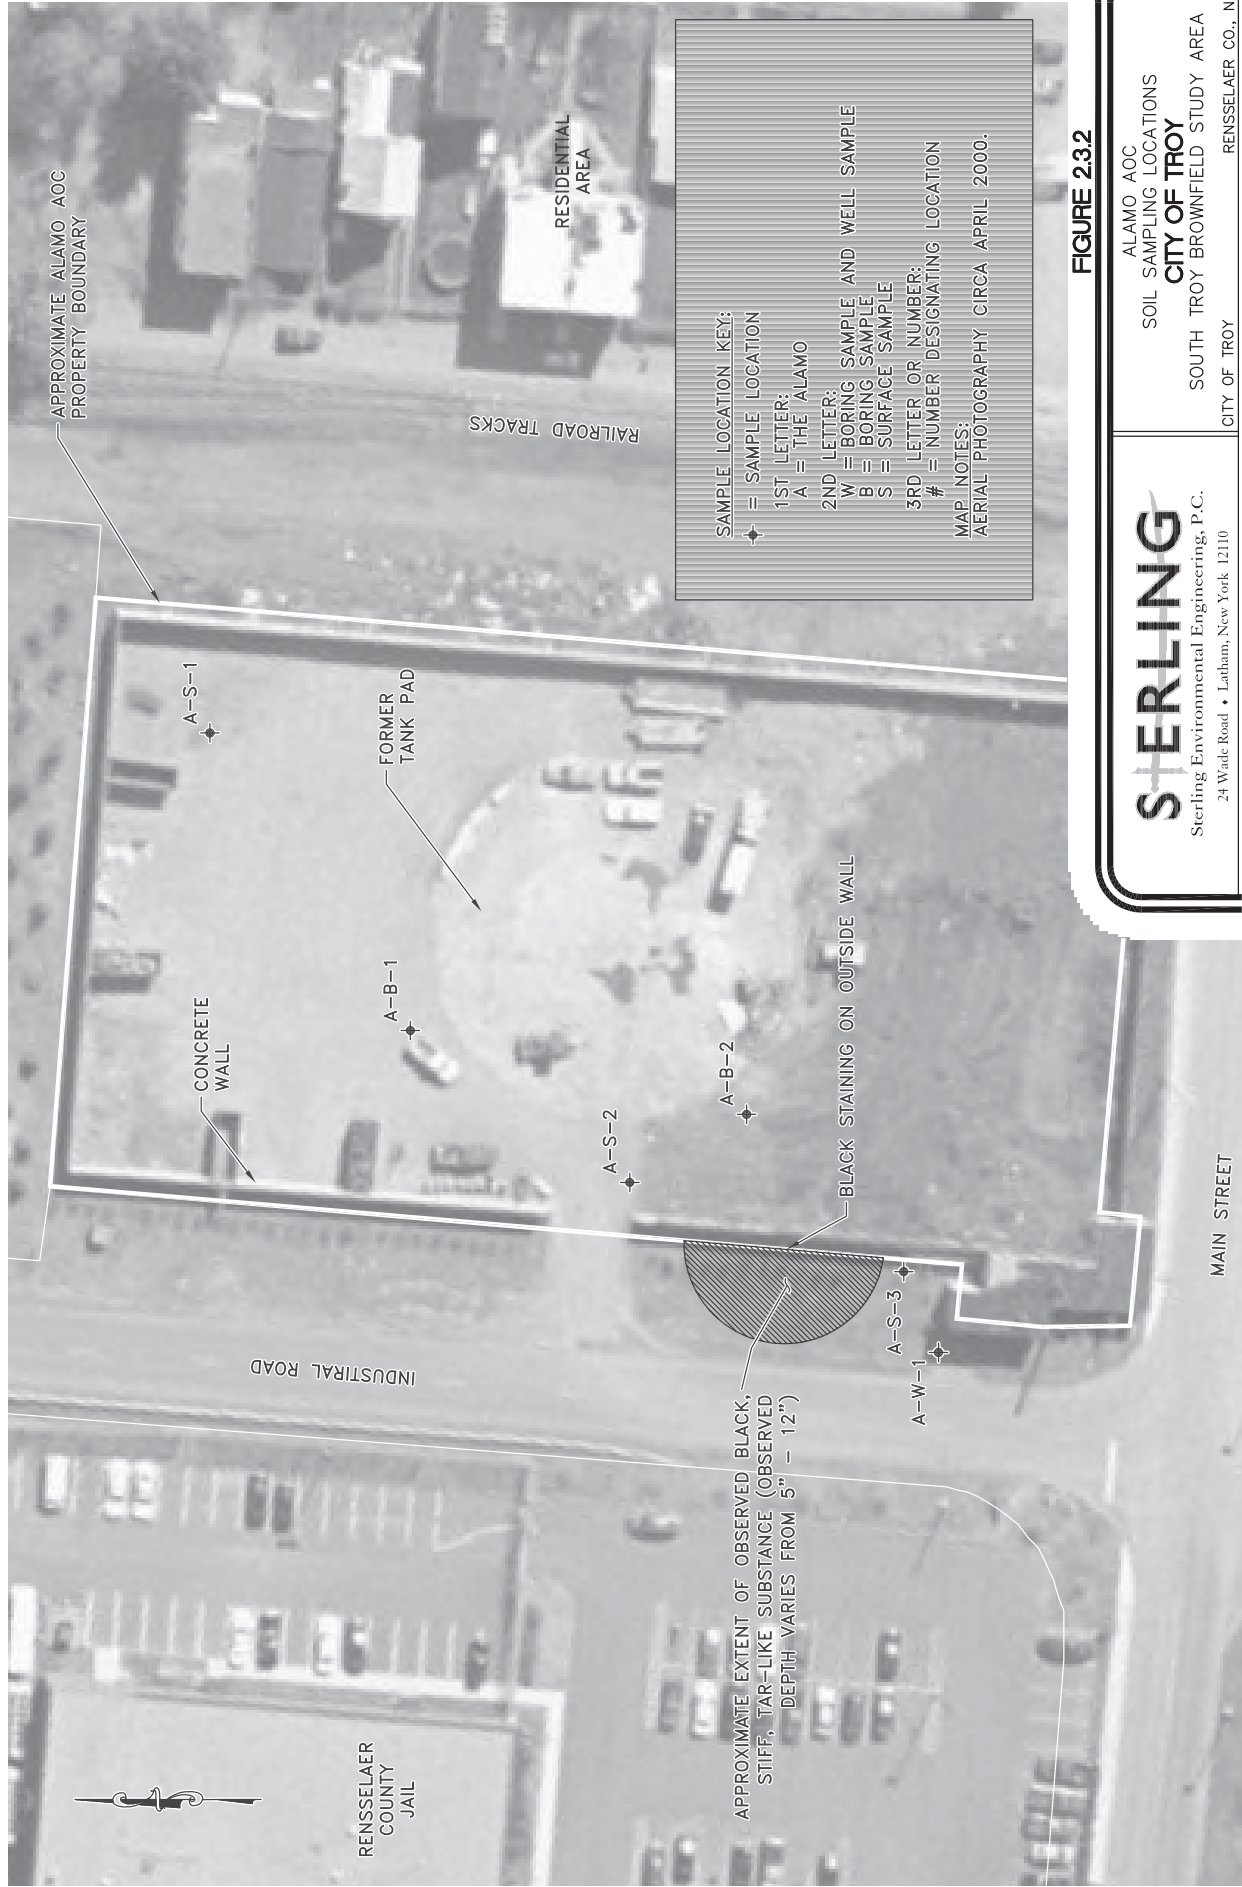 APPROXIMATE ALAMO AOC
PROPERTY BOUNDARY
RESIDENTIAL
AREA
RAILROAD TRACKS
A-S-1
FORMER
TANK PAD
CONCRETE
WALL
A-B-1
A-S-2
A-B-2
BLACK STAINING ON OUTSIDE WALL
A-S-3
A-W-1
INDUSTIRAL ROAD
MAIN STREET
APPROXIMATE EXTENT OF OBSERVED BLACK,
STIFF, TAR-LIKE SUBSTANCE (OBSERVED
DEPTH VARIES FROM 5" - 12")
RENSSELAER
COUNTY
JAIL
SAMPLE LOCATION KEY:
= SAMPLE LOCATION
1ST LETTER:
A = THE ALAMO
2ND LETTER:
W = BORING SAMPLE AND WELL SAMPLE
B = BORING SAMPLE
S = SURFACE SAMPLE
3RD LETTER OR NUMBER:
# = NUMBER DESIGNATING LOCATION
MAP NOTES:
AERIAL PHOTOGRAPHY CIRCA APRIL 2000.
FIGURE 2.3.2
STERLING
Sterling Environmental Engineering, P.C.
24 Wade Road ♦ Latham, New York 12110
ALAMO AOC
SOIL SAMPLING LOCATIONS
CITY OF TROY
SOUTH TROY BROWNFIELD STUDY AREA
CITY OF TROY RENSSELAER CO., N